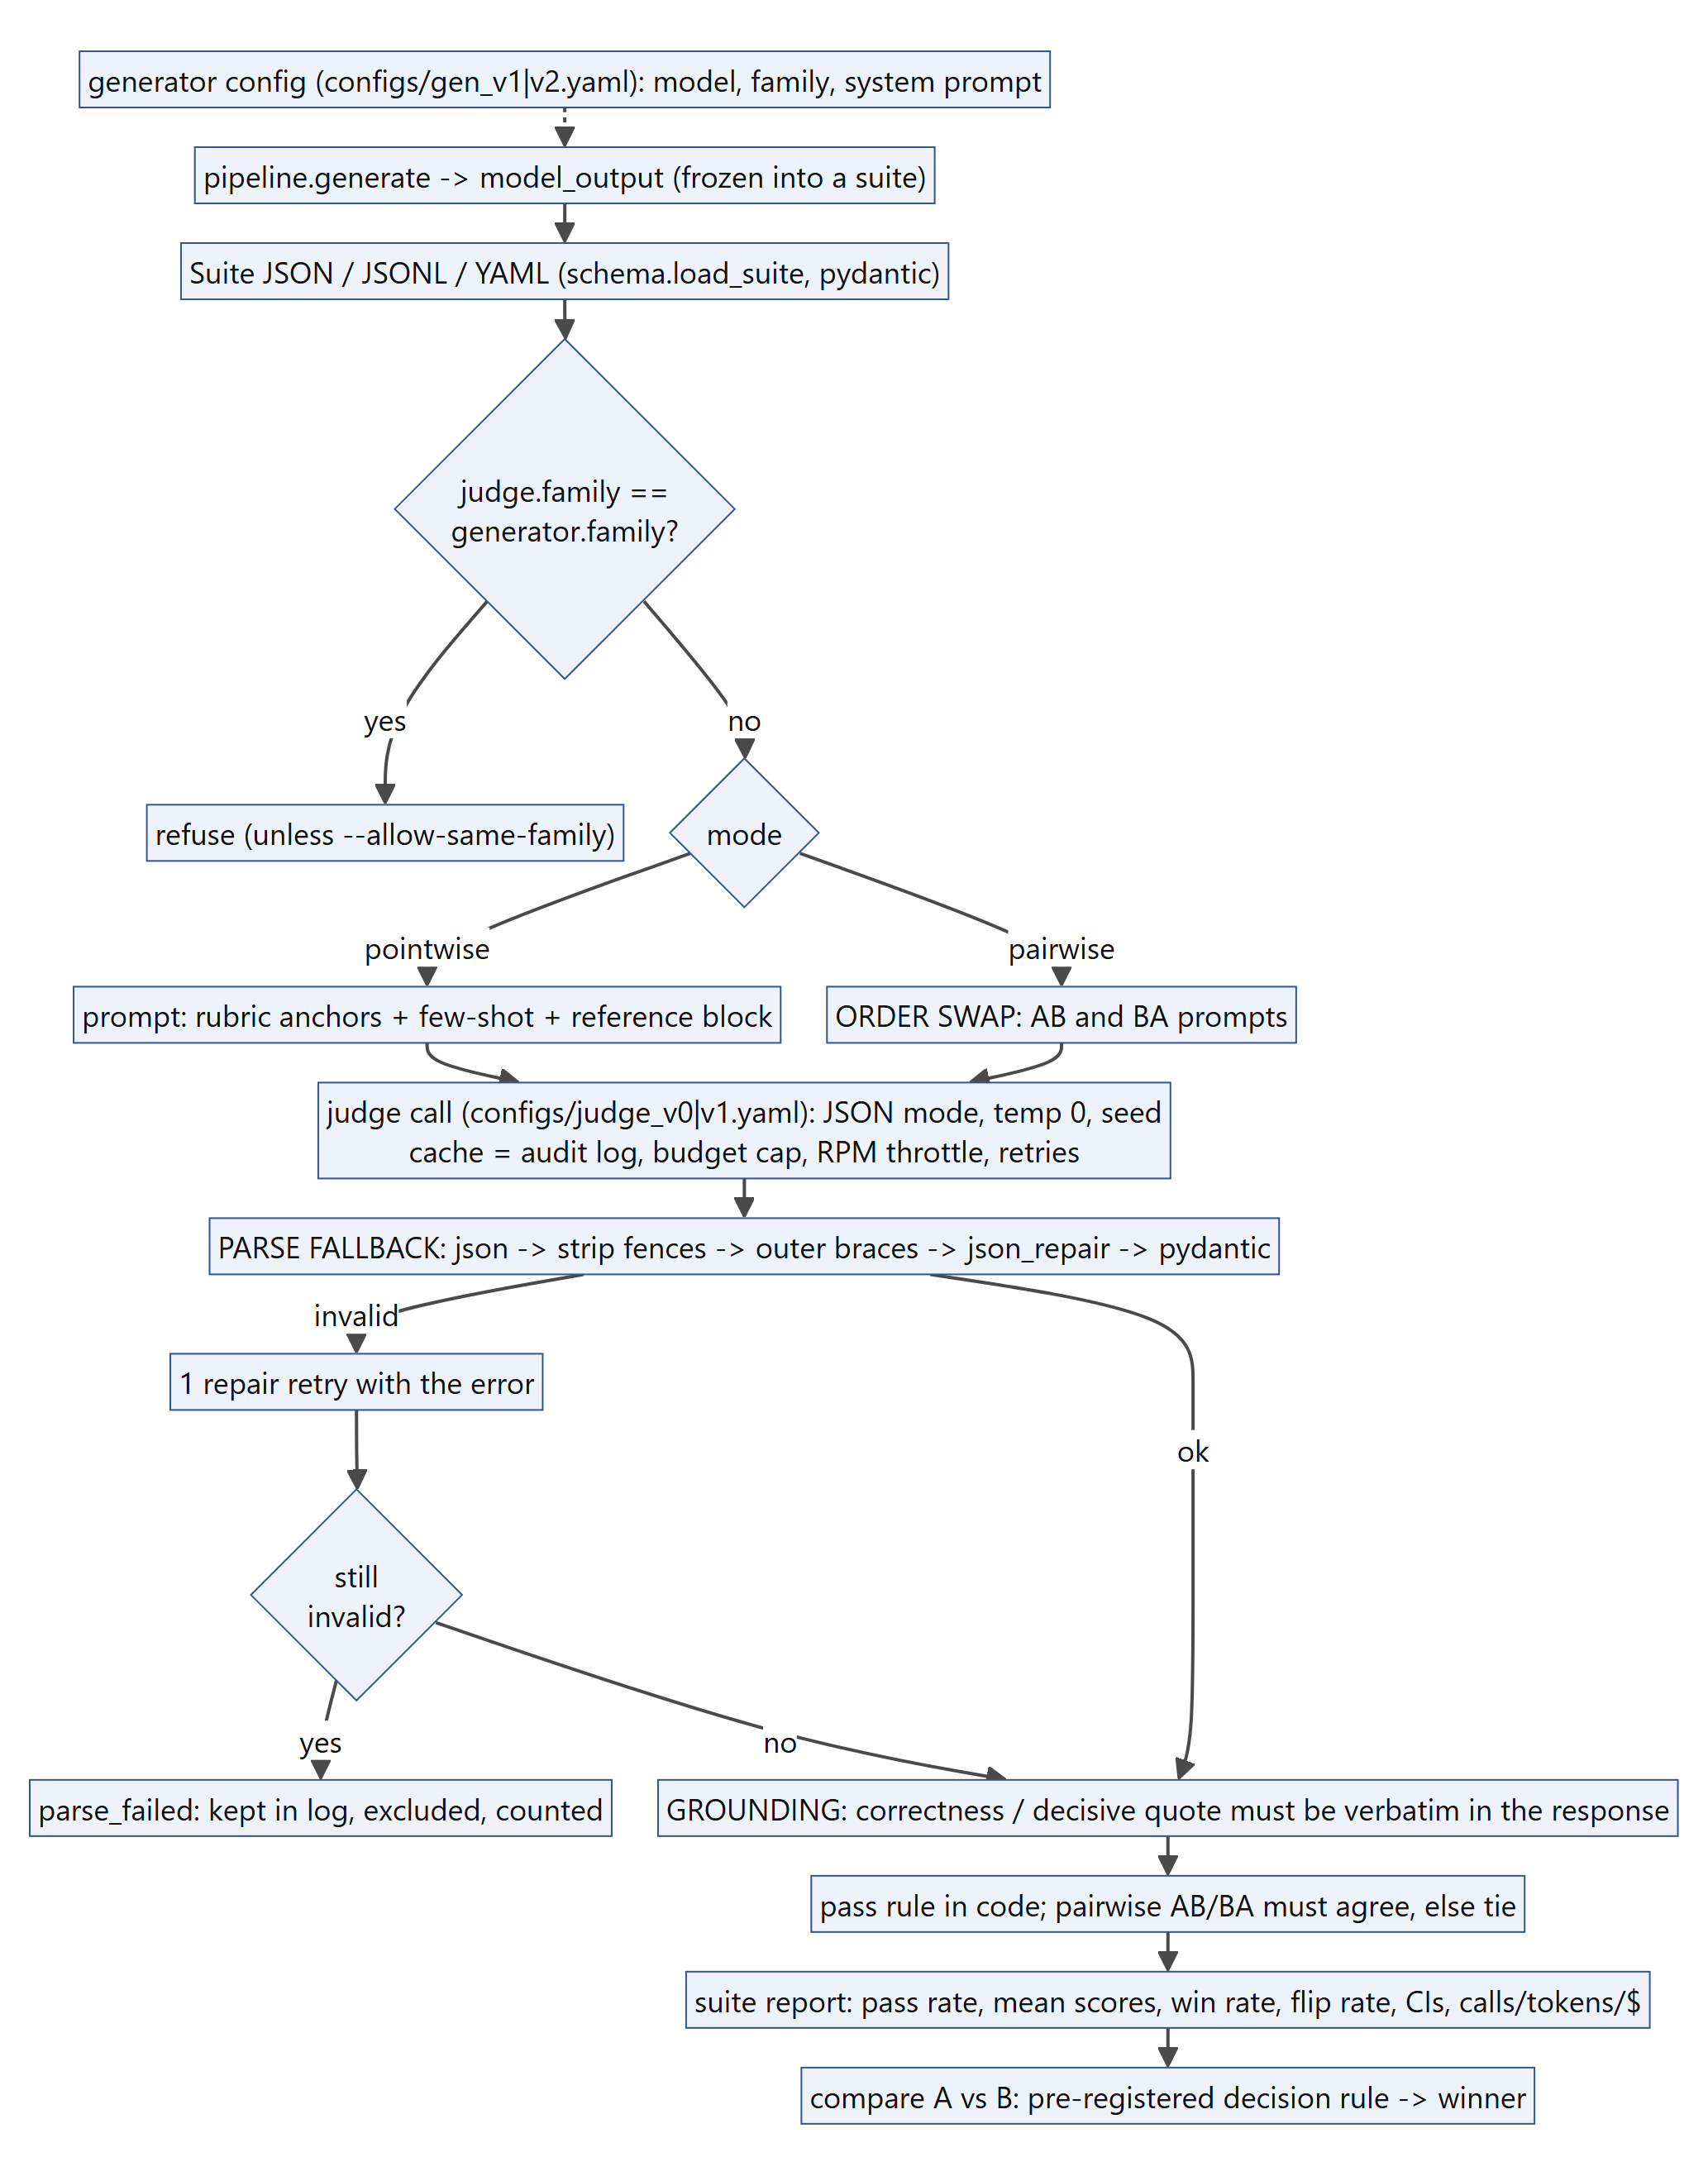 generator config (configs/gen_v1|v2.yaml): model, family, system prompt
pipeline.generate -> model_output (frozen into a suite)
Suite JSON / JSONL / YAML (schema.load_suite, pydantic)
judge.family ==
generator.family?
yes
no
refuse (unless --allow-same-family)
mode
pointwise
pairwise
prompt: rubric anchors + few-shot + reference block
ORDER SWAP: AB and BA prompts
judge call (configs/judge_v0|v1.yaml): JSON mode, temp 0, seed
cache = audit log, budget cap, RPM throttle, retries
PARSE FALLBACK: json -> strip fences -> outer braces -> json_repair -> pydantic
invalid
1 repair retry with the error
ok
still
invalid?
yes
no
parse_failed: kept in log, excluded, counted
GROUNDING: correctness / decisive quote must be verbatim in the response
pass rule in code; pairwise AB/BA must agree, else tie
suite report: pass rate, mean scores, win rate, flip rate, CIs, calls/tokens/$
compare A vs B: pre-registered decision rule -> winner